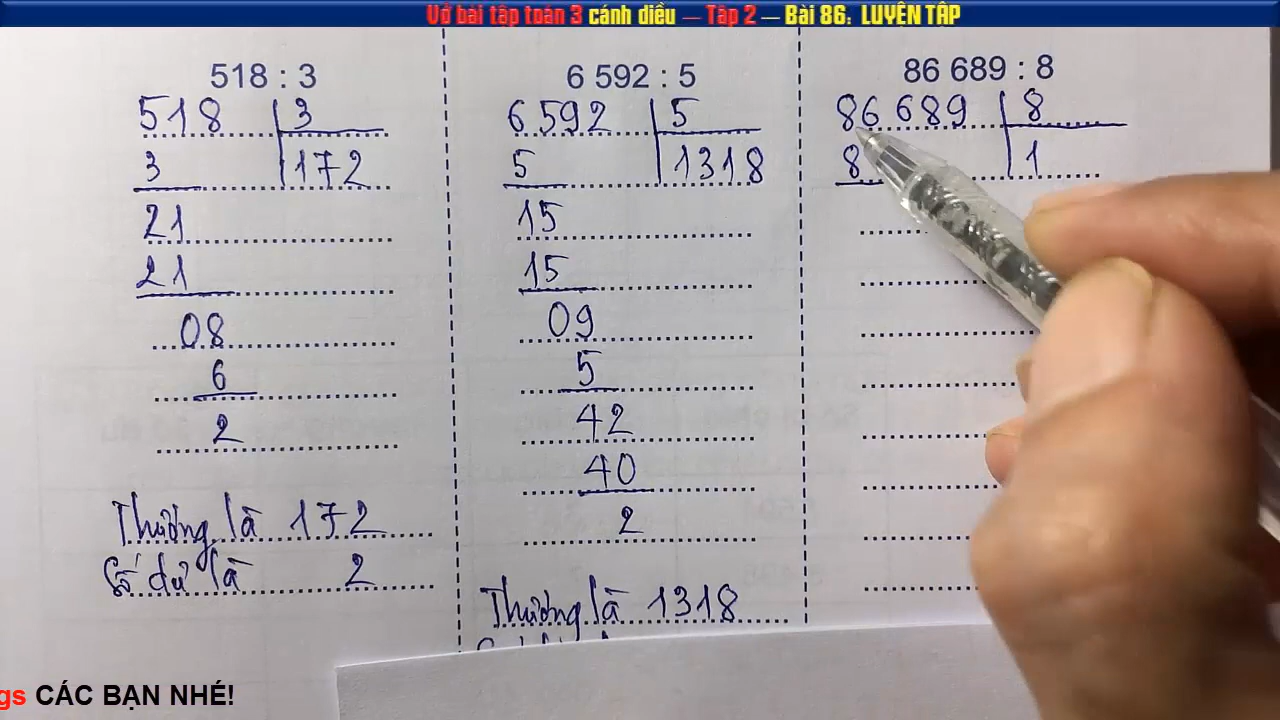 Vở bài tập toán 3 cánh diều – Tập 2 – Bài 86: LUYỆN TẬP
518 : 3
518 3
3 172
21
21
08
6
2
Thương là 172
Số dư là 2
6 592 : 5
6 592 5
5 1318
15
15
09
5
42
40
2
Thương là 1318
86 689 : 8
86 689 8
8 1
gs CÁC BẠN NHÉ!